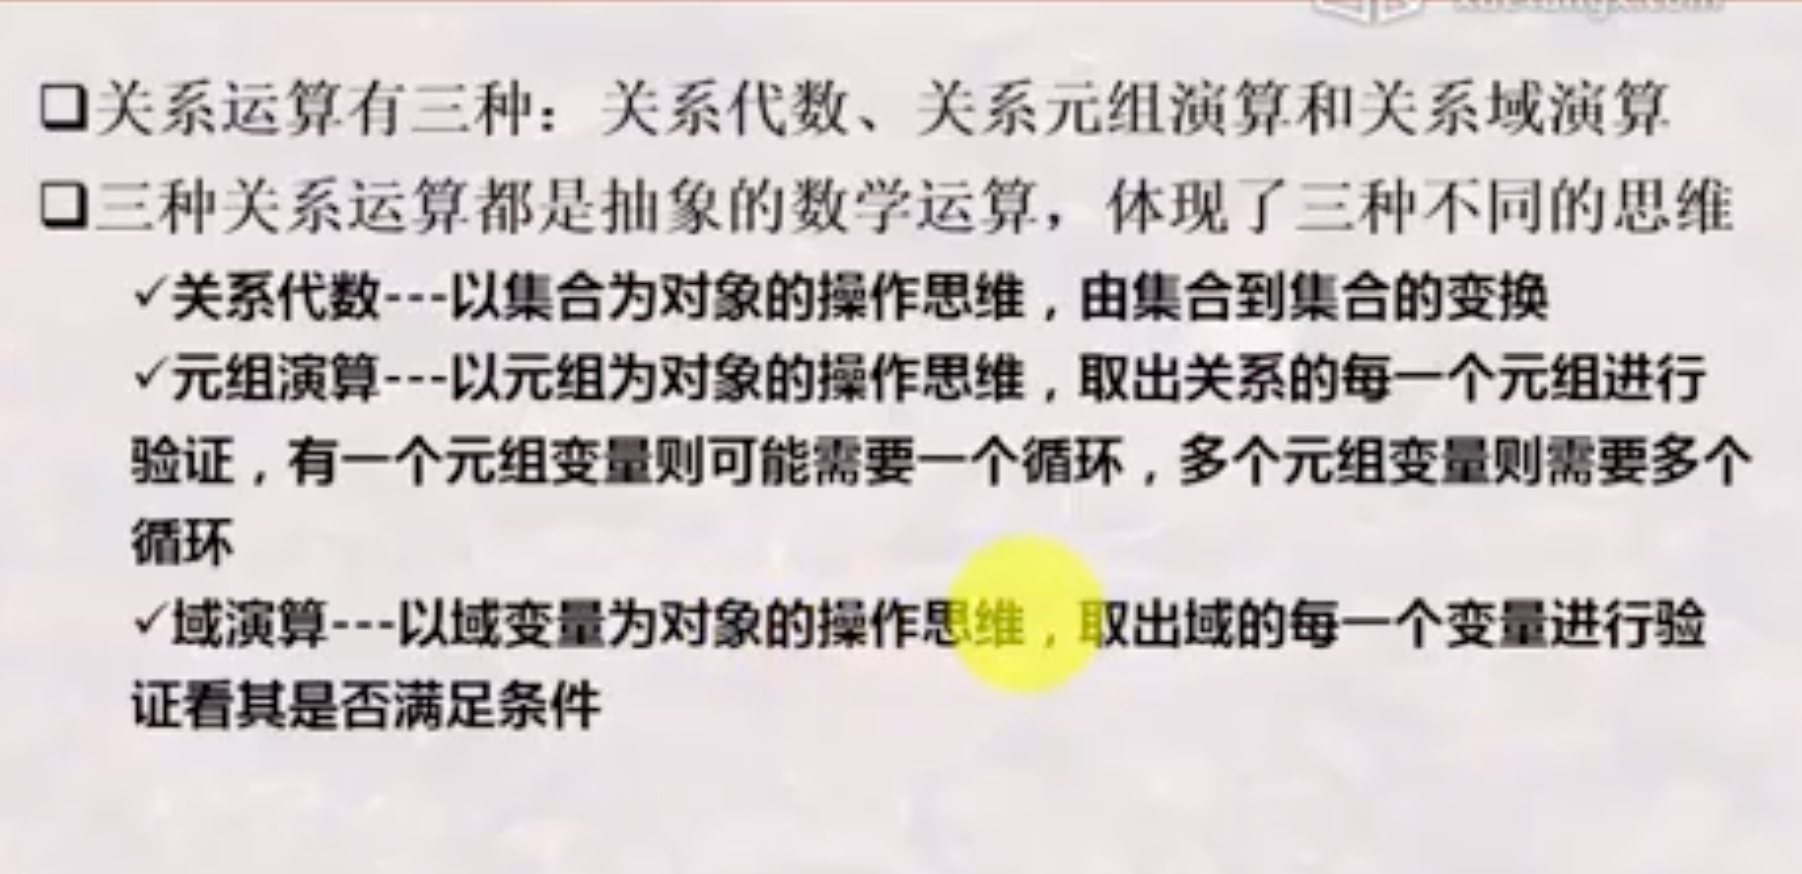 ❑关系运算有三种：关系代数、关系元组演算和关系域演算
❑三种关系运算都是抽象的数学运算，体现了三种不同的思维
✓关系代数---以集合为对象的操作思维，由集合到集合的变换
✓元组演算---以元组为对象的操作思维，取出关系的每一个元组进行
验证，有一个元组变量则可能需要一个循环，多个元组变量则需要多个
循环
✓域演算---以域变量为对象的操作思维，取出域的每一个变量进行验
证看其是否满足条件